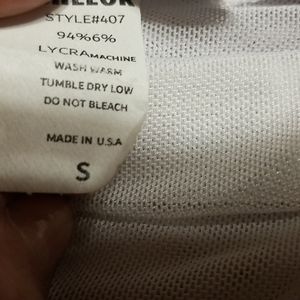 STYLE#407
94%6%
LYCRAMACHINE
WASH WARM
TUMBLE DRY LOW
DO NOT BLEACH
MADE IN U.S.A
S